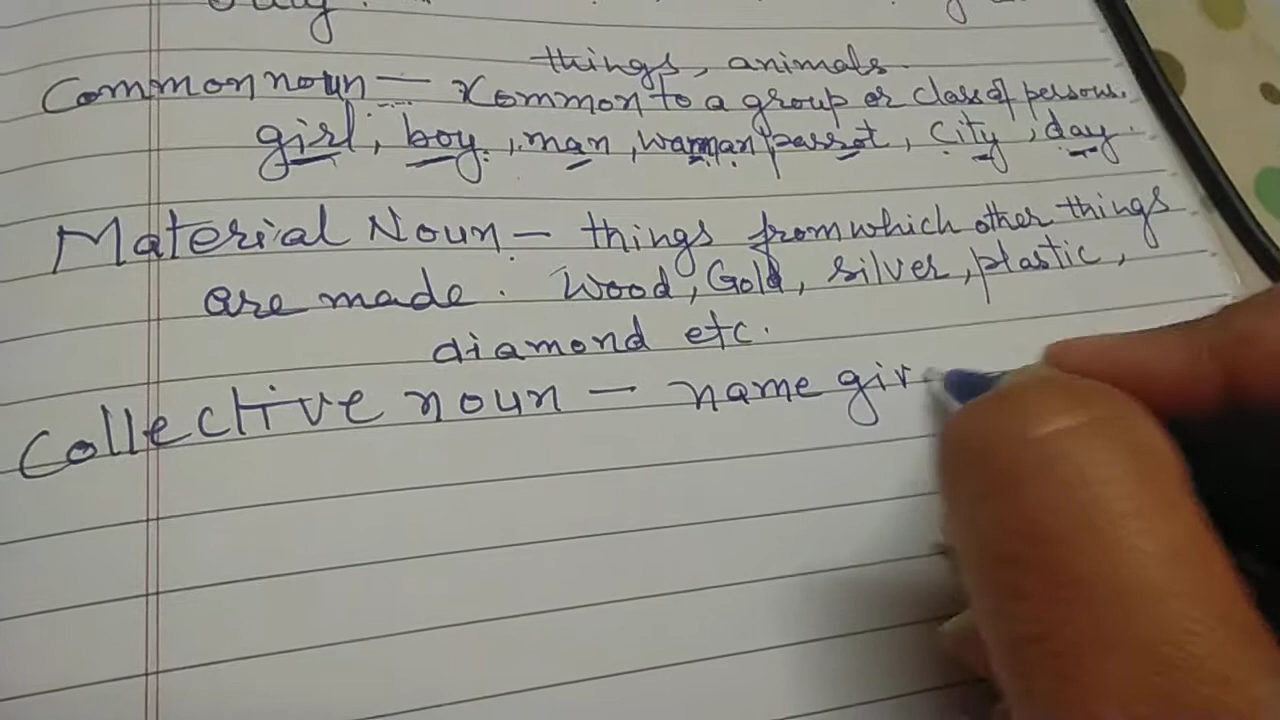 things, animals.
Common noun — Common to a group or class of persons.
girl, boy, man, waman parrot, city, day.
Material Noun — things from which other things
are made. Wood, Gold, silver, plastic,
diamond etc.
Collective noun — name giv